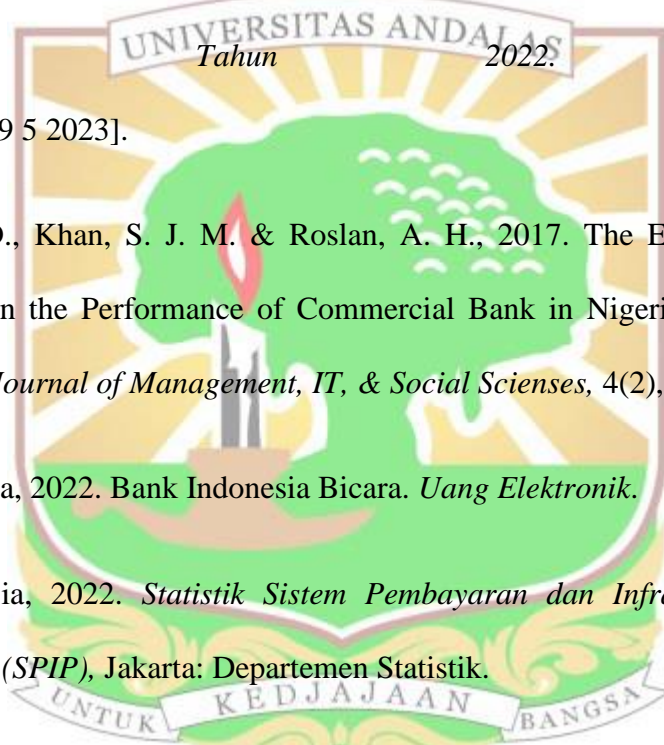 UNIVERSITAS ANDALAS
Tahun 2022.
9 5 2023].
., Khan, S. J. M. & Roslan, A. H., 2017. The E
n the Performance of Commercial Bank in Nigeri
Journal of Management, IT, & Social Scienses, 4(2),
a, 2022. Bank Indonesia Bicara. Uang Elektronik.
ia, 2022. Statistik Sistem Pembayaran dan Infr
(SPIP), Jakarta: Departemen Statistik.
UNTUK KEDJAJAAN BANGSA